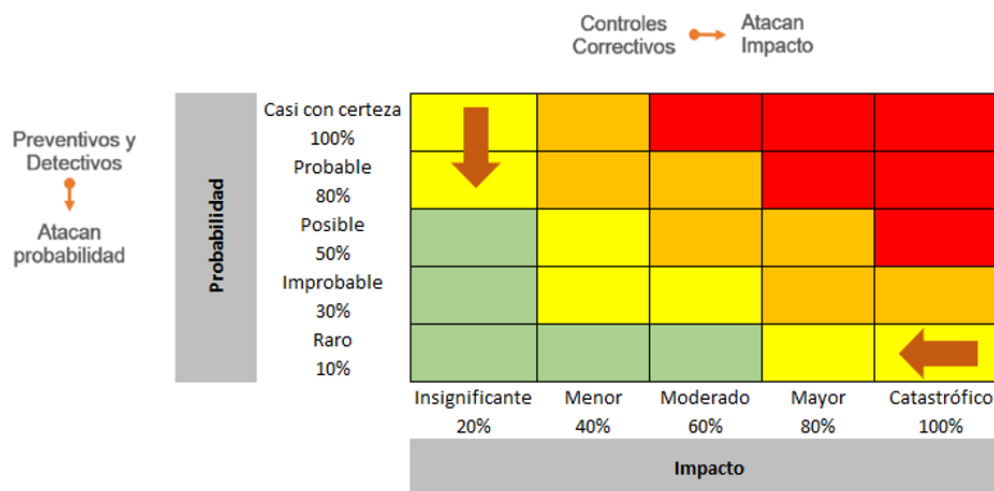 Controles
Correctivos
Atacan
Impacto
Preventivos y
Detectivos
Atacan
probabilidad
Probabilidad
Casi con certeza
100%
Probable
80%
Posible
50%
Improbable
30%
Raro
10%
Insignificante
20%
Menor
40%
Moderado
60%
Mayor
80%
Catastrófico
100%
Impacto